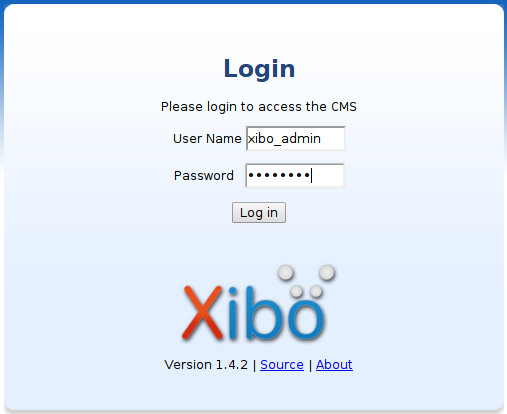 Login
Please login to access the CMS
User Name xibo_admin
Password ••••••••
Log in
Xibo
Version 1.4.2 | Source | About